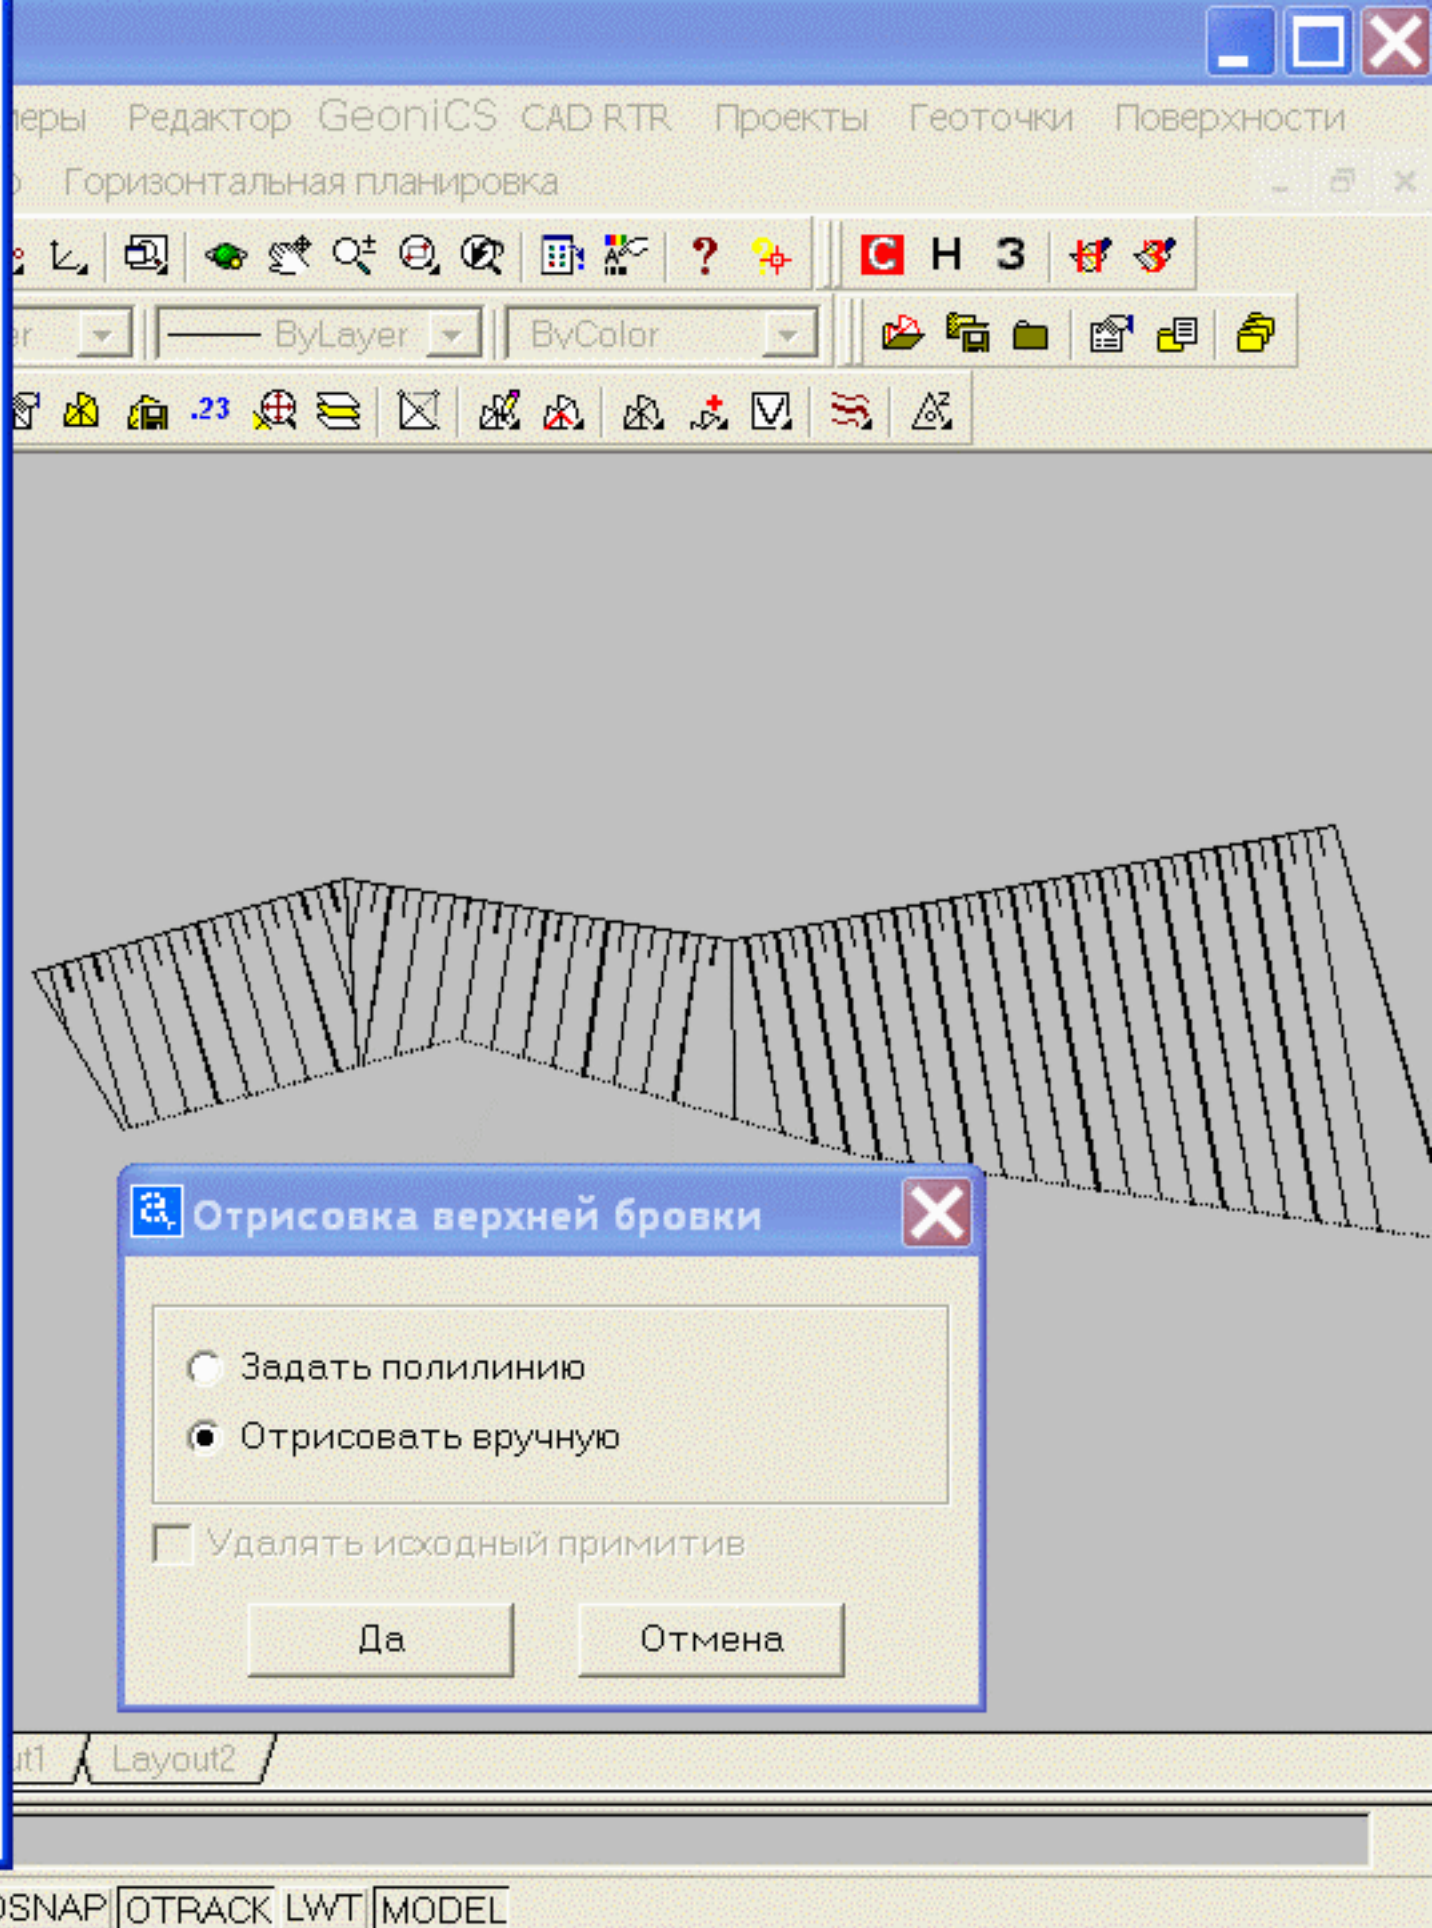 Редактор GeoniCS CAD RTR Проекты Геоточки Поверхности
Горизонтальная планировка
C Н З
ByLayer ByColor
.23
Отрисовка верхней бровки
Задать полилинию
Отрисовать вручную
Удалять исходный примитив
Да Отмена
Layout2
OSNAP OTRACK LWT MODEL